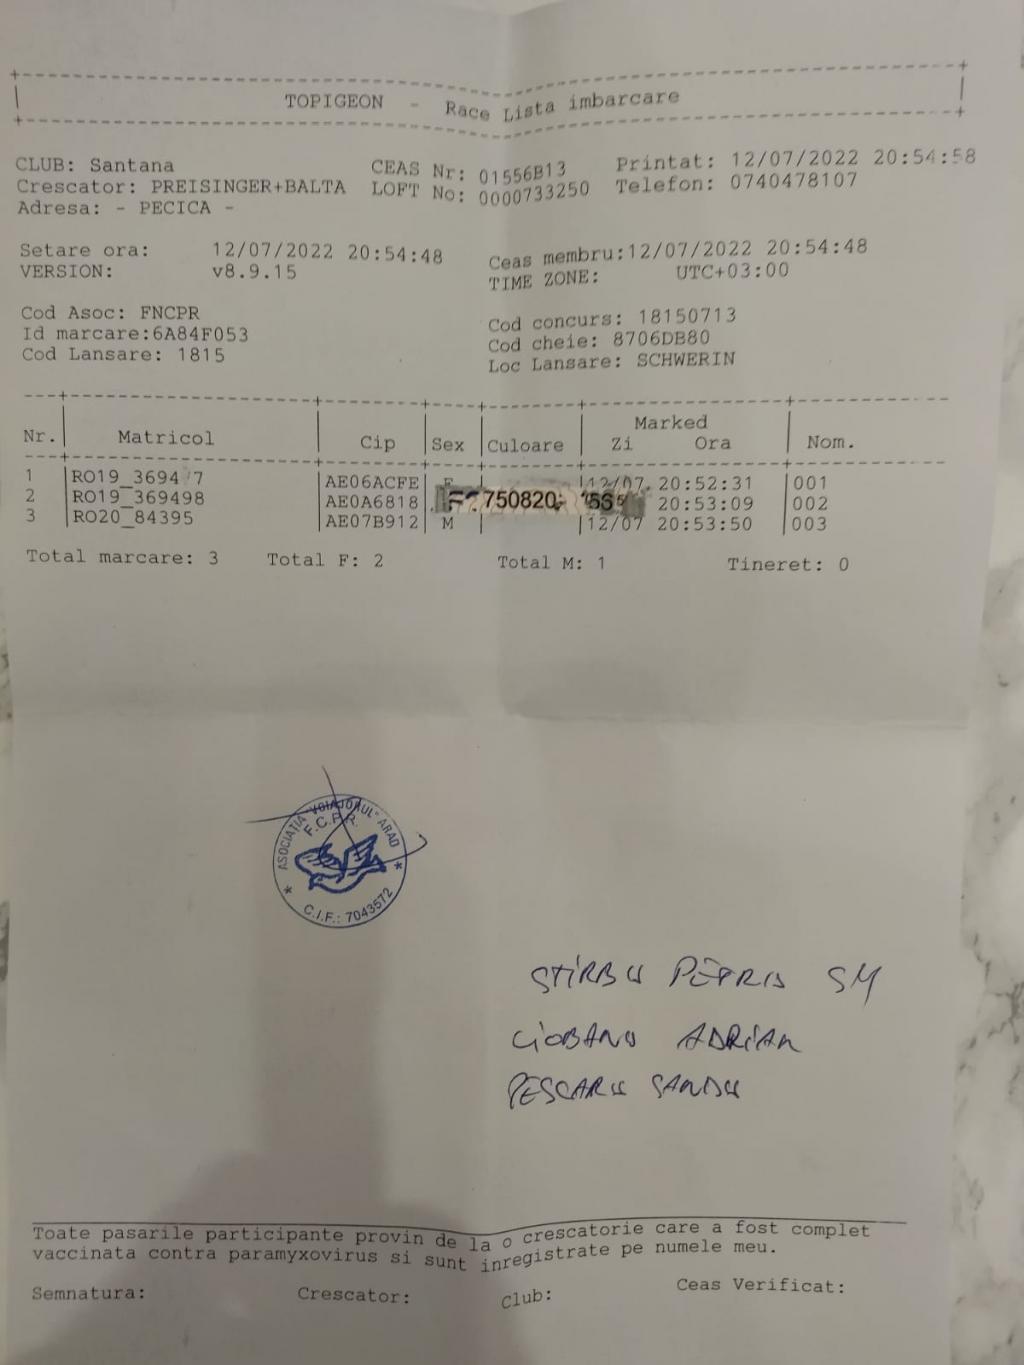 TOPIGEON - Race Lista imbarcare
CLUB: Santana CEAS Nr: 01556B13 Printat: 12/07/2022 20:54:58
Crescator: PREISINGER+BALTA LOFT No: 0000733250 Telefon: 0740478107
Adresa: - PECICA -
Setare ora: 12/07/2022 20:54:48 Ceas membru:12/07/2022 20:54:48
VERSION: v8.9.15 TIME ZONE: UTC+03:00
Cod Asoc: FNCPR Cod concurs: 18150713
Id marcare:6A84F053 Cod cheie: 8706DB80
Cod Lansare: 1815 Loc Lansare: SCHWERIN
Marked
Nr. Matricol Cip Sex Culoare Zi Ora Nom.
1 AE06ACFE 12/07 20:52:31 001
2 RO19_369498 AE0A6818 20:53:09 002
750820
3 RO20_84395 AE07B912 M 12/07 20:53:50 003
Total marcare: 3 Total F: 2 Total M: 1 Tineret: 0
ASOCIAȚIA "VOIAJORUL" ARAD
F.C.P.R.
C.I.F.: 7043572
STIRBU PETRU SM
CIOBANU ADRIAN
PESCARU SANDU
Toate pasarile participante provin de la o crescatorie care a fost complet
vaccinata contra paramyxovirus si sunt inregistrate pe numele meu.
Semnatura: Crescator: Club: Ceas Verificat: